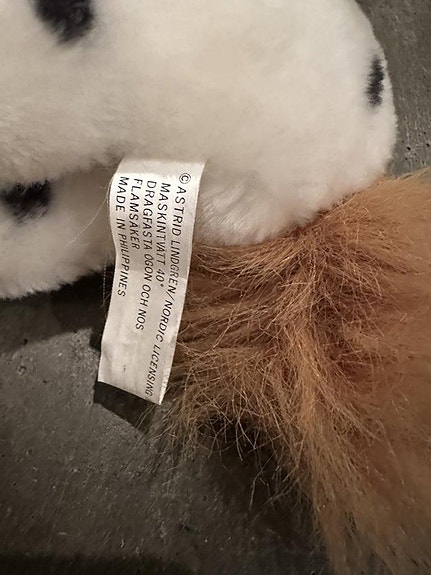 © ASTRID LINDGREN/NORDIC LICENSING
MASKINTVÄTT 40°
DRAGFASTA ÖGON OCH NOS
FLAMSÄKER
MADE IN PHILIPPINES